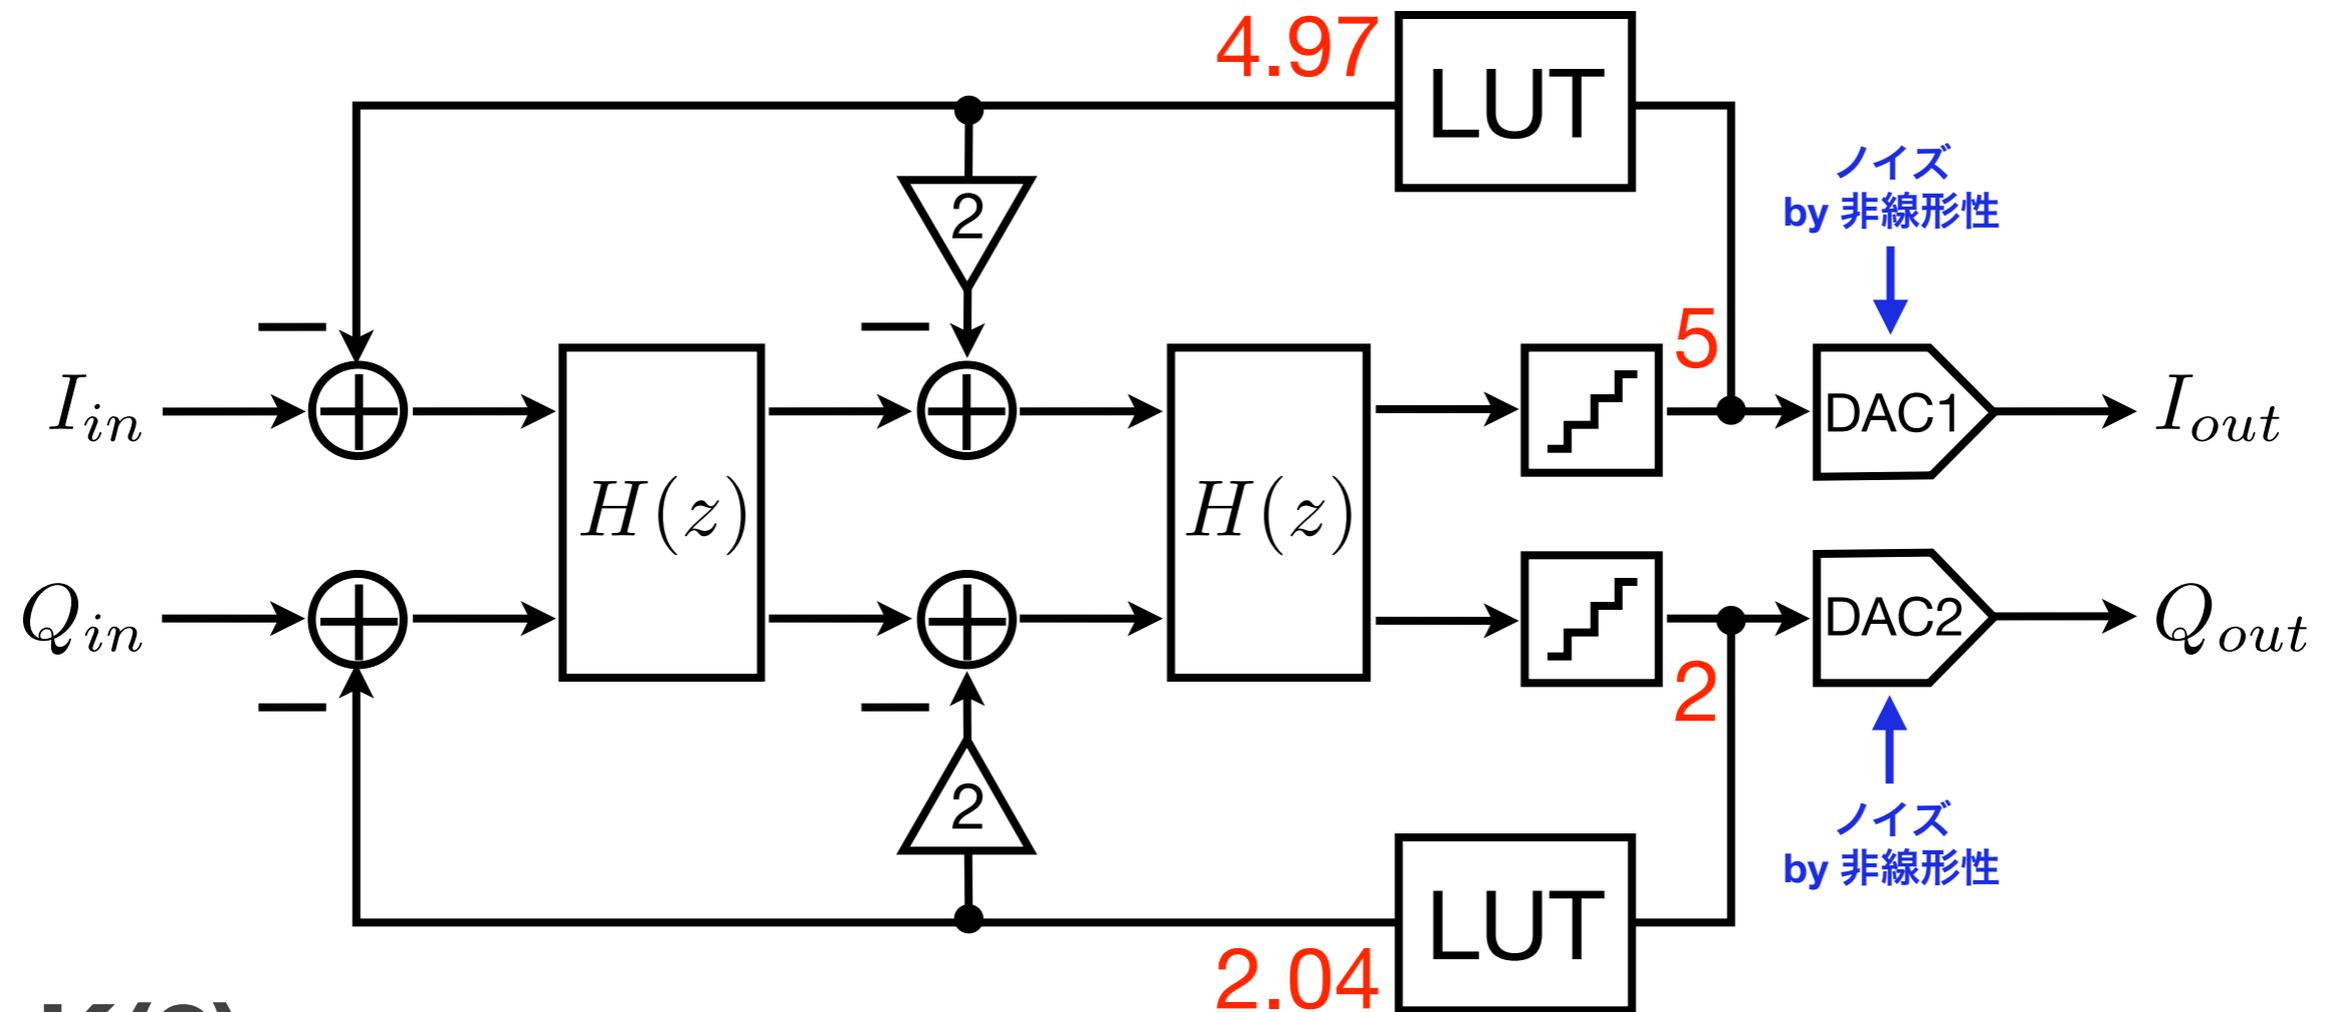 4.97
LUT
ノイズ
by 非線形性
2
5
I_in
H(z)
H(z)
DAC1
I_out
Q_in
DAC2
Q_out
2
2
ノイズ
by 非線形性
LUT
2.04